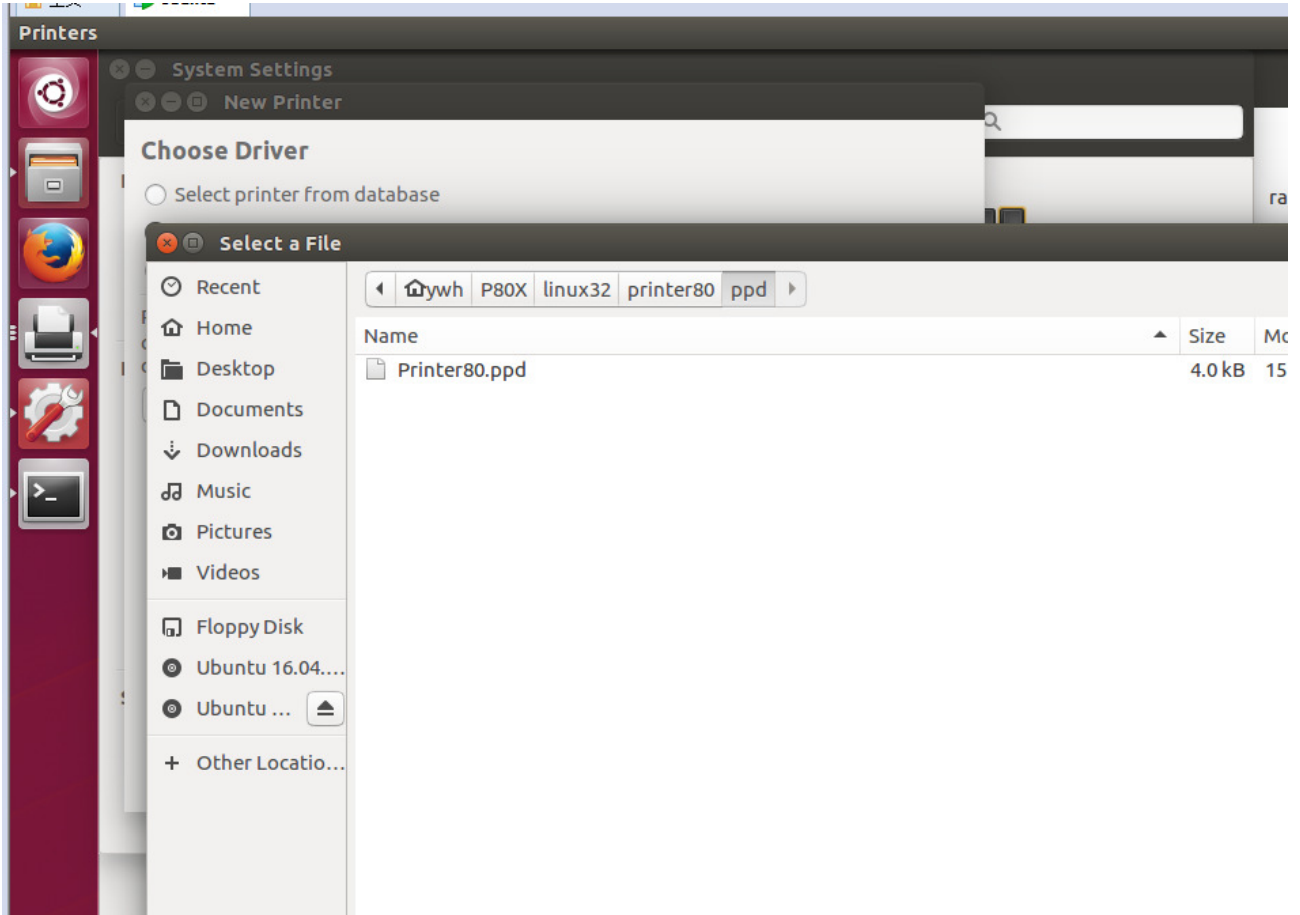 Printers
System Settings
New Printer
Choose Driver
Select printer from database
ra
Select a File
Recent
ywh P80X linux32 printer80 ppd
Home
Name Size Mo
Desktop
Printer80.ppd 4.0 kB 15
Documents
Downloads
Music
Pictures
Videos
Floppy Disk
Ubuntu 16.04....
Ubuntu ...
Other Locatio...